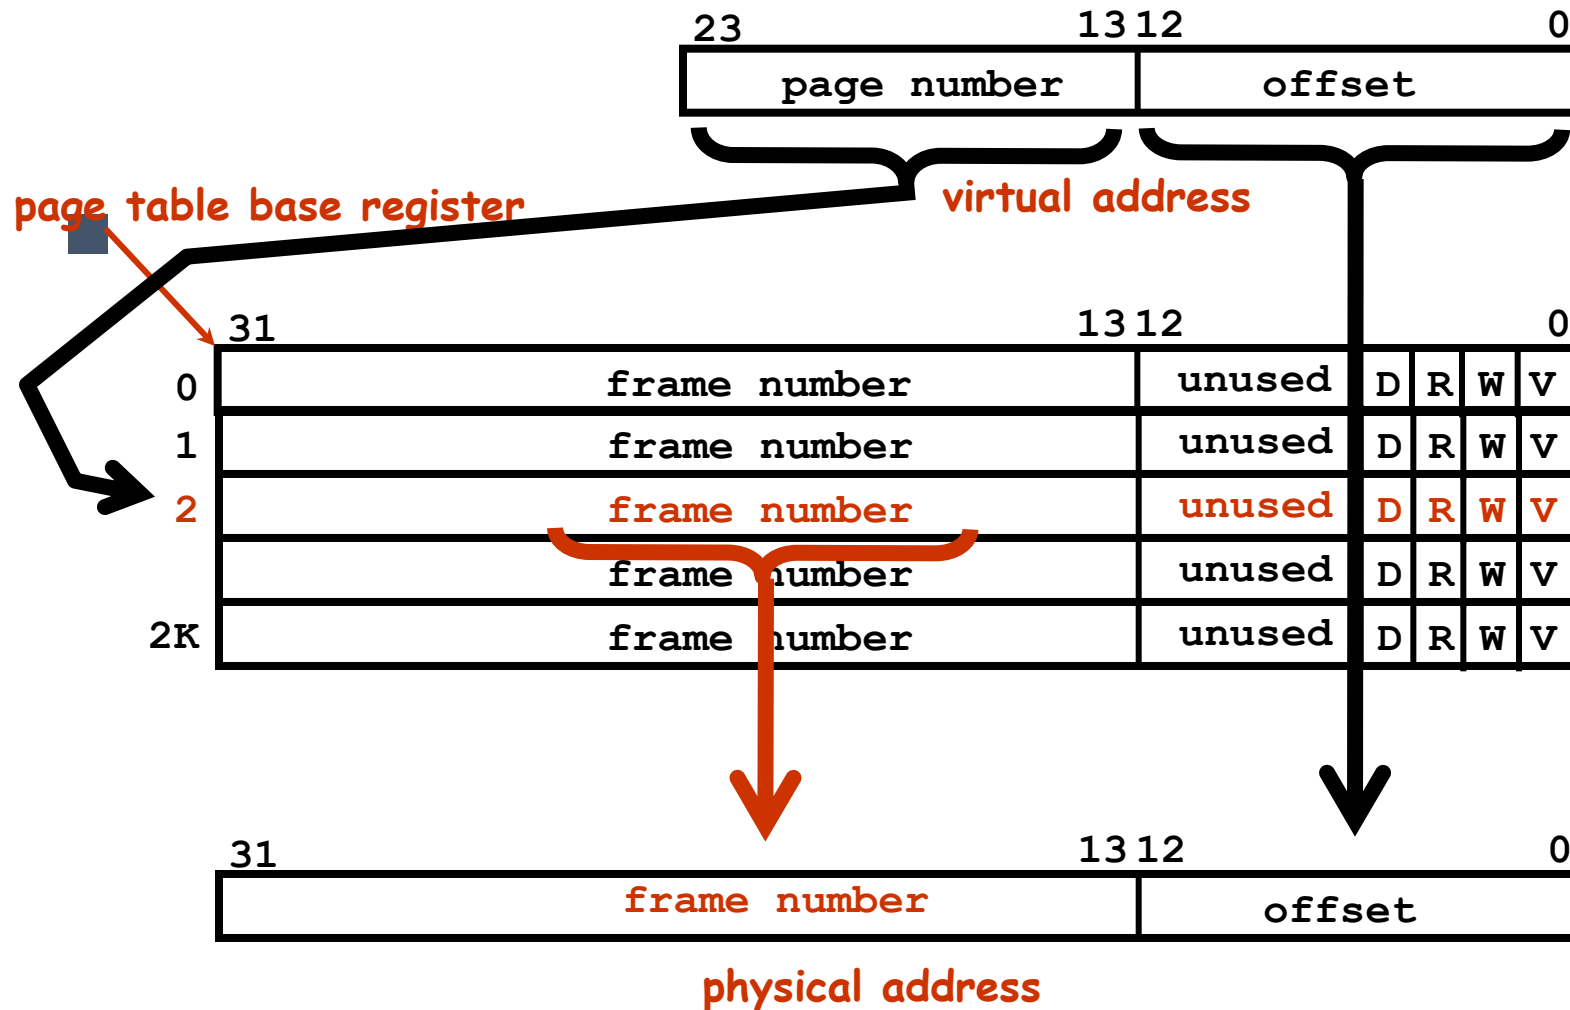 23 13 12 0
page number offset
page table base register virtual address
31 13 12 0
0 frame number unused D R W V
1 frame number unused D R W V
2 frame number unused D R W V
frame number unused D R W V
2K frame number unused D R W V
31 13 12 0
frame number offset
physical address